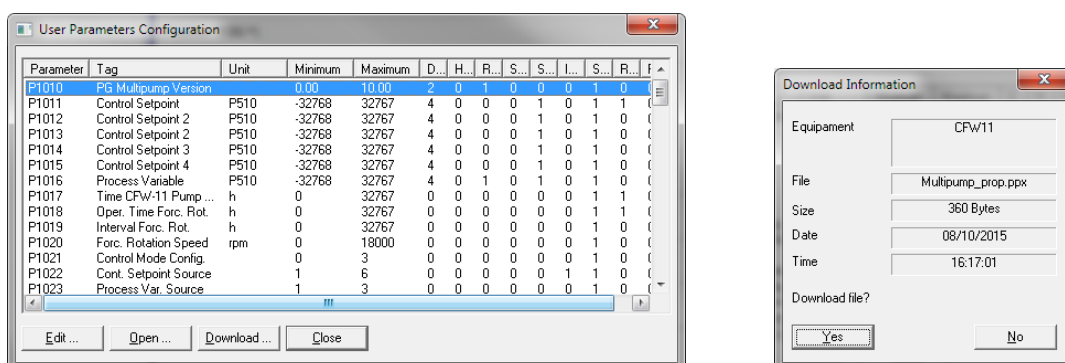 User Parameters Configuration
Parameter Tag Unit Minimum Maximum D... H... R... S... S... I... S... R... F
P1010 PG Multipump Version 0.00 10.00 2 0 1 0 0 0 1 0
P1011 Control Setpoint P510 -32768 32767 4 0 0 0 1 0 1 1
P1012 Control Setpoint 2 P510 -32768 32767 4 0 0 0 1 0 1 0
P1013 Control Setpoint 2 P510 -32768 32767 4 0 0 0 1 0 1 0
P1014 Control Setpoint 3 P510 -32768 32767 4 0 0 0 1 0 1 0
P1015 Control Setpoint 4 P510 -32768 32767 4 0 0 0 1 0 1 0
P1016 Process Variable P510 -32768 32767 4 0 1 0 1 0 1 0
P1017 Time CFW-11 Pump ... h 0 32767 0 0 0 0 0 0 1 1
P1018 Oper. Time Forc. Rot. h 0 32767 0 0 0 0 0 0 1 1
P1019 Interval Forc. Rot. h 0 32767 0 0 0 0 0 0 1 0
P1020 Forc. Rotation Speed rpm 0 18000 0 0 0 0 0 0 1 0
P1021 Control Mode Config. 0 3 0 0 0 0 0 0 1 0
P1022 Cont. Setpoint Source 1 6 0 0 0 0 0 1 1 0
P1023 Process Var. Source 1 3 0 0 0 0 0 0 1 0
Edit ... Open ... Download ... Close
Download Information
Equipament CFW11
File Multipump_prop.ppx
Size 360 Bytes
Date 08/10/2015
Time 16:17:01
Download file?
Yes No